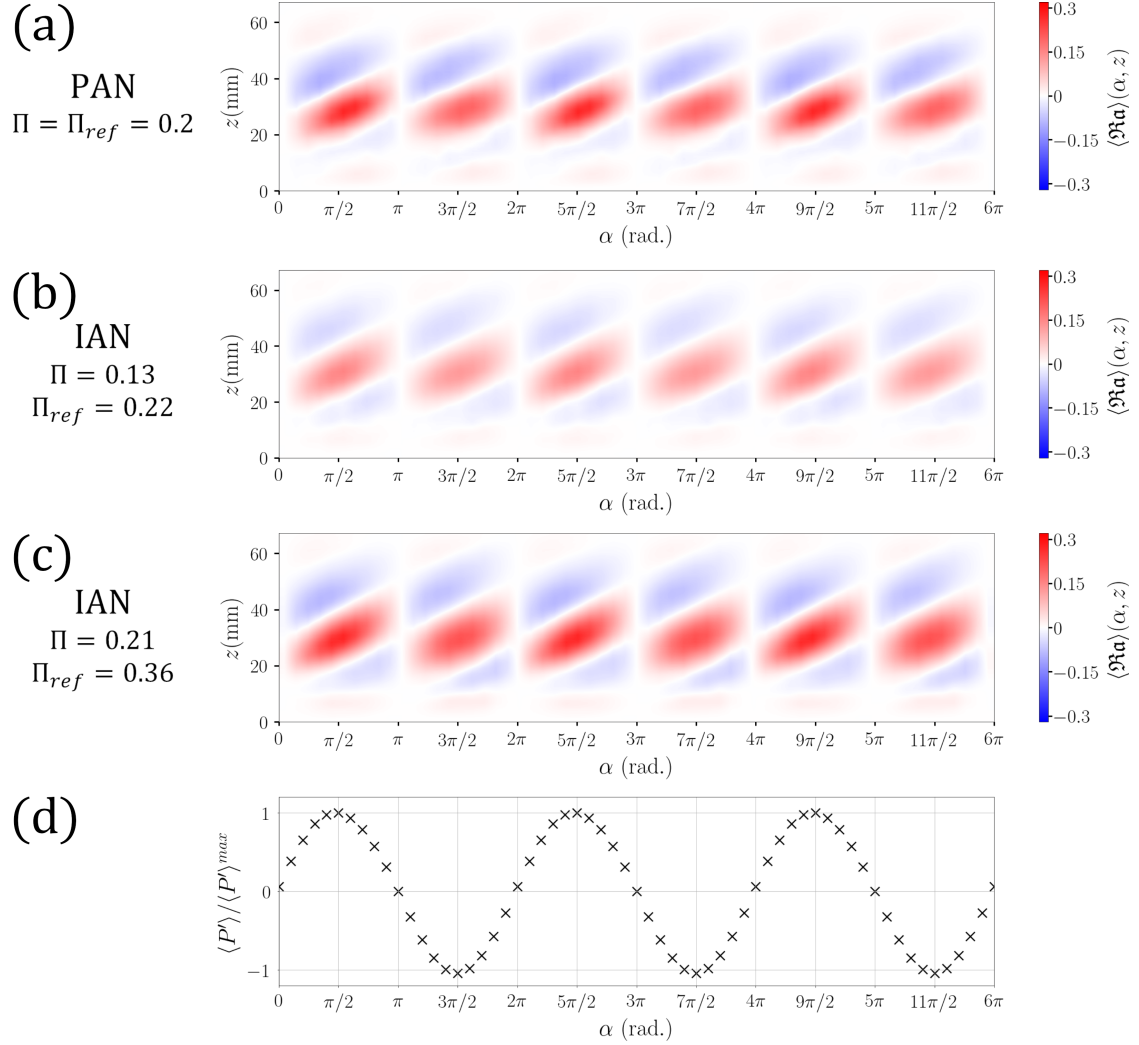 (a)
PAN
Π = Π_ref = 0.2
60
40
20
0
z(mm)
0 π/2 π 3π/2 2π 5π/2 3π 7π/2 4π 9π/2 5π 11π/2 6π
α (rad.)
0.3
0.15
0
−0.15
−0.3
⟨ℜ𝔞⟩(α, z)
(b)
IAN
Π = 0.13
Π_ref = 0.22
60
40
20
0
z(mm)
0 π/2 π 3π/2 2π 5π/2 3π 7π/2 4π 9π/2 5π 11π/2 6π
α (rad.)
0.3
0.15
0
−0.15
−0.3
⟨ℜ𝔞⟩(α, z)
(c)
IAN
Π = 0.21
Π_ref = 0.36
60
40
20
0
z(mm)
0 π/2 π 3π/2 2π 5π/2 3π 7π/2 4π 9π/2 5π 11π/2 6π
α (rad.)
0.3
0.15
0
−0.15
−0.3
⟨ℜ𝔞⟩(α, z)
(d)
1
0
−1
⟨P′⟩/⟨P′⟩^max
0 π/2 π 3π/2 2π 5π/2 3π 7π/2 4π 9π/2 5π 11π/2 6π
α (rad.)